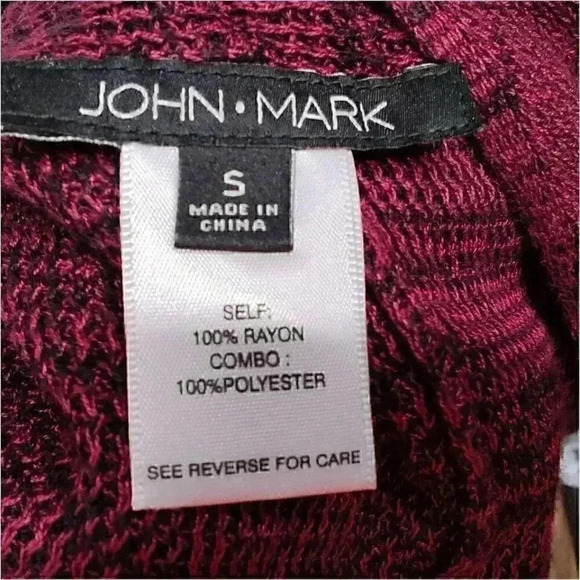 JOHN • MARK
S
MADE IN
CHINA
SELF:
100% RAYON
COMBO :
100%POLYESTER
SEE REVERSE FOR CARE